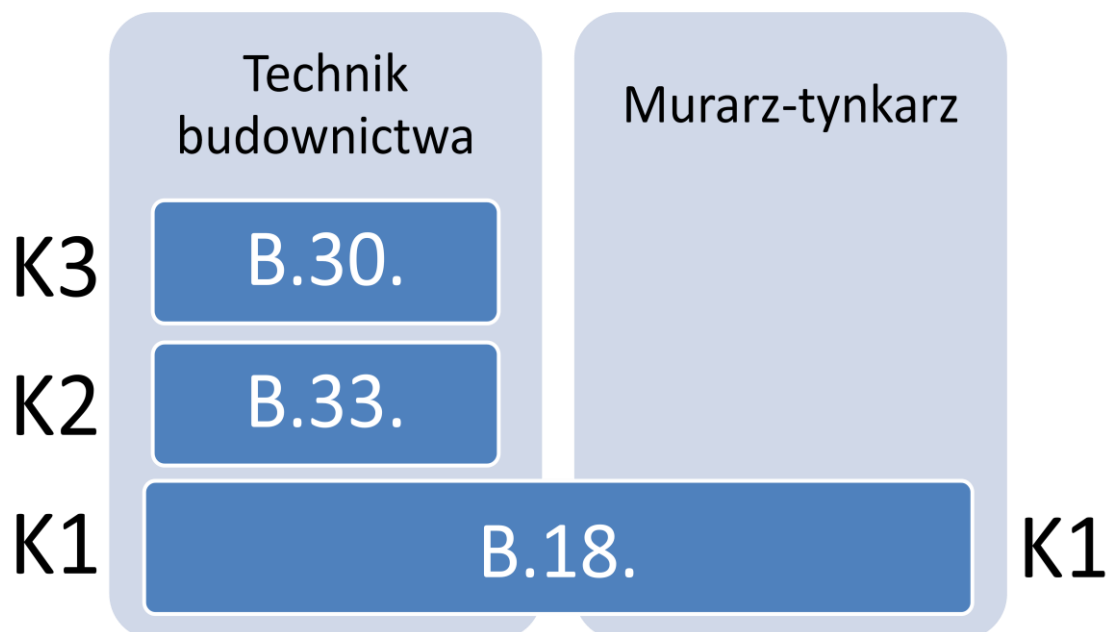 Technik
budownictwa
Murarz-tynkarz
K3
B.30.
K2
B.33.
K1
B.18.
K1